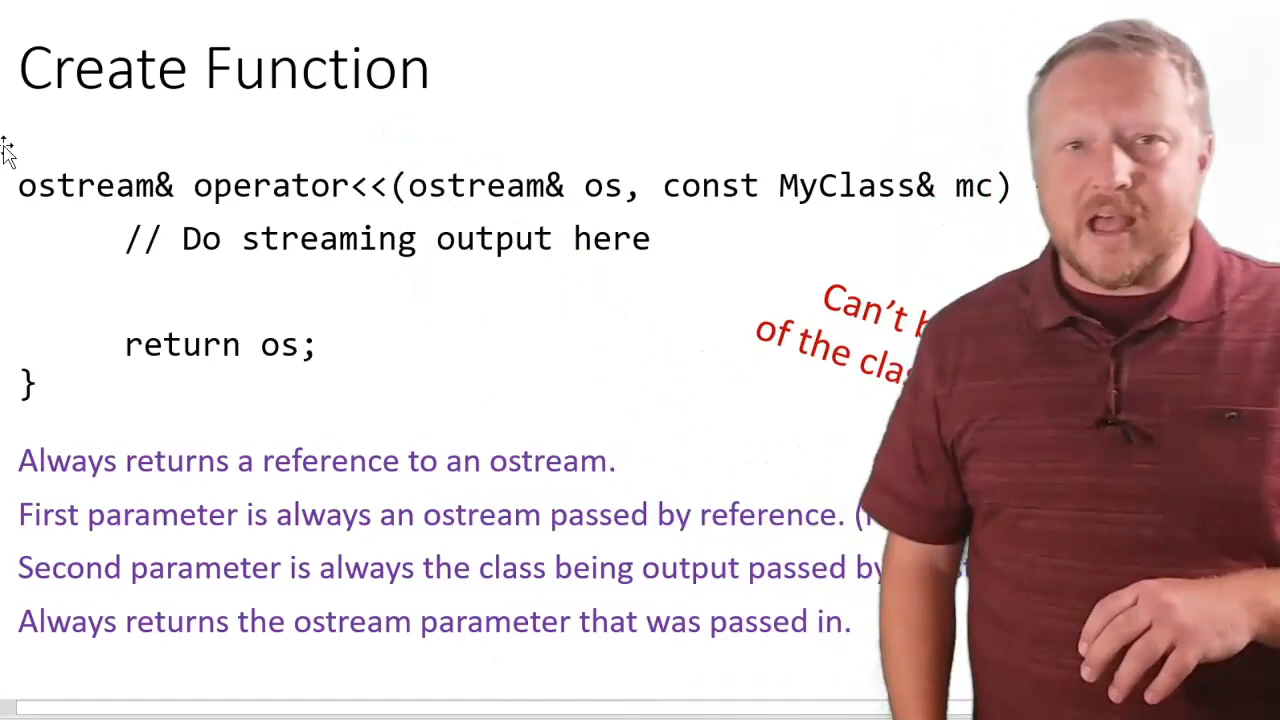 Create Function
ostream& operator<<(ostream& os, const MyClass& mc)
// Do streaming output here
return os;
}
Can't
of the
Always returns a reference to an ostream.
First parameter is always an ostream passed by reference.
Second parameter is always the class being output passed by
Always returns the ostream parameter that was passed in.